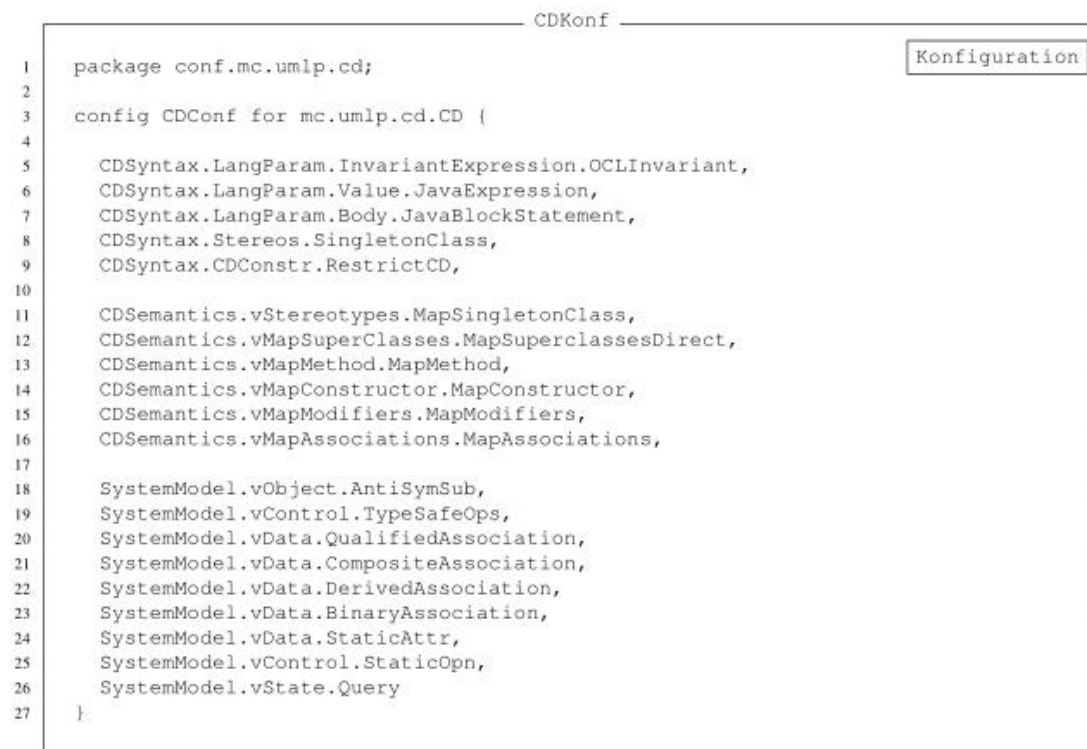 CDKonf
Konfiguration
1 package conf.mc.umlp.cd;
2
3 config CDConf for mc.umlp.cd.CD {
4
5 CDSyntax.LangParam.InvariantExpression.OCLInvariant,
6 CDSyntax.LangParam.Value.JavaExpression,
7 CDSyntax.LangParam.Body.JavaBlockStatement,
8 CDSyntax.Stereos.SingletonClass,
9 CDSyntax.CDConstr.RestrictCD,
10
11 CDSemantics.vStereotypes.MapSingletonClass,
12 CDSemantics.vMapSuperClasses.MapSuperclassesDirect,
13 CDSemantics.vMapMethod.MapMethod,
14 CDSemantics.vMapConstructor.MapConstructor,
15 CDSemantics.vMapModifiers.MapModifiers,
16 CDSemantics.vMapAssociations.MapAssociations,
17
18 SystemModel.vObject.AntiSymSub,
19 SystemModel.vControl.TypeSafeOps,
20 SystemModel.vData.QualifiedAssociation,
21 SystemModel.vData.CompositeAssociation,
22 SystemModel.vData.DerivedAssociation,
23 SystemModel.vData.BinaryAssociation,
24 SystemModel.vData.StaticAttr,
25 SystemModel.vControl.StaticOpn,
26 SystemModel.vState.Query
27 }